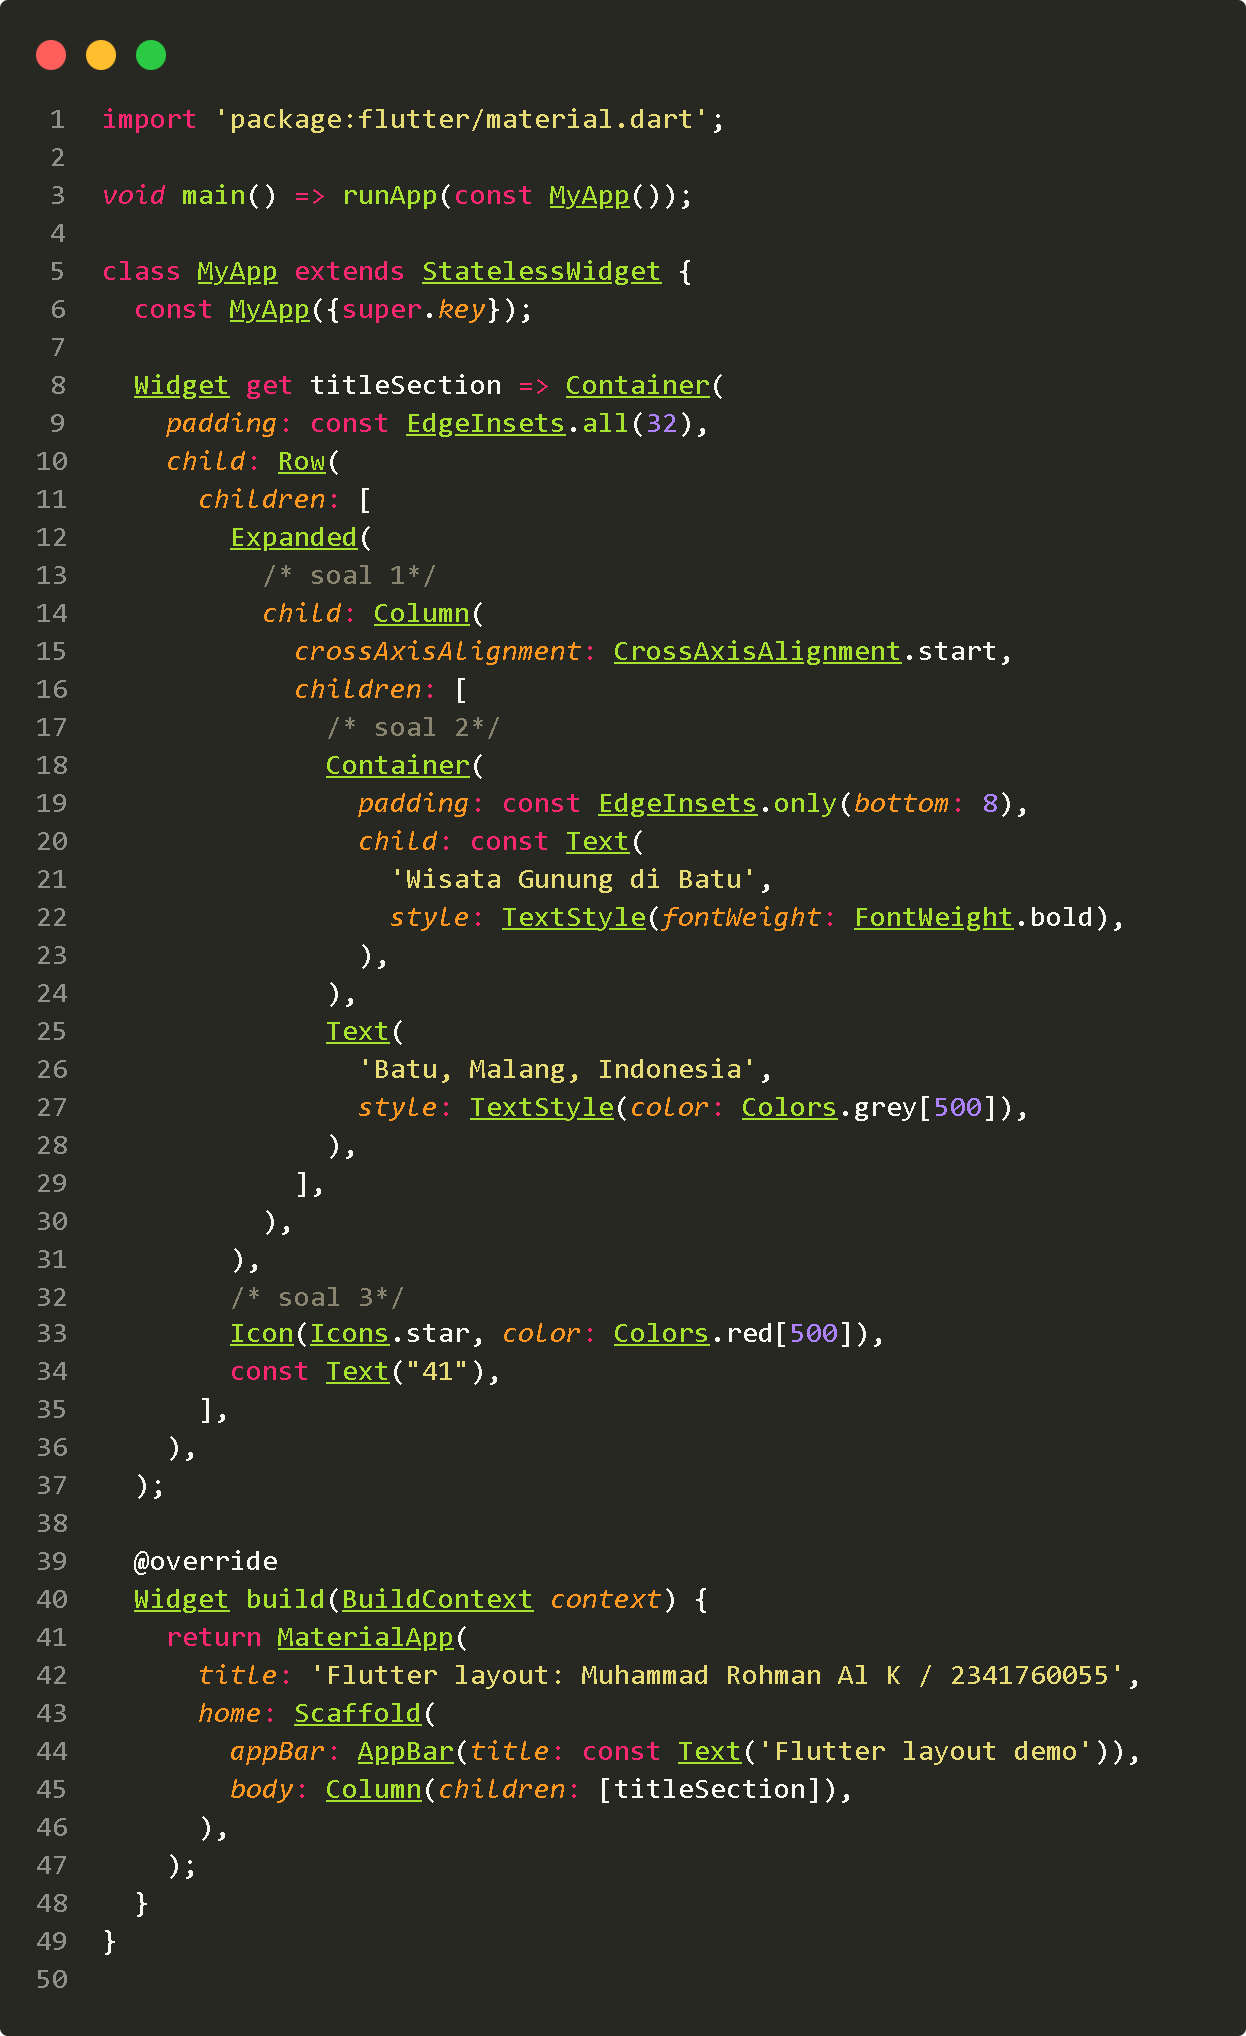 1 import 'package:flutter/material.dart';
2
3 void main() => runApp(const MyApp());
4
5 class MyApp extends StatelessWidget {
6   const MyApp({super.key});
7
8   Widget get titleSection => Container(
9     padding: const EdgeInsets.all(32),
10     child: Row(
11       children: [
12         Expanded(
13           /* soal 1*/
14           child: Column(
15             crossAxisAlignment: CrossAxisAlignment.start,
16             children: [
17               /* soal 2*/
18               Container(
19                 padding: const EdgeInsets.only(bottom: 8),
20                 child: const Text(
21                   'Wisata Gunung di Batu',
22                   style: TextStyle(fontWeight: FontWeight.bold),
23                 ),
24               ),
25               Text(
26                 'Batu, Malang, Indonesia',
27                 style: TextStyle(color: Colors.grey[500]),
28               ),
29             ],
30           ),
31         ),
32         /* soal 3*/
33         Icon(Icons.star, color: Colors.red[500]),
34         const Text("41"),
35       ],
36     ),
37   );
38
39   @override
40   Widget build(BuildContext context) {
41     return MaterialApp(
42       title: 'Flutter layout: Muhammad Rohman Al K / 2341760055',
43       home: Scaffold(
44         appBar: AppBar(title: const Text('Flutter layout demo')),
45         body: Column(children: [titleSection]),
46       ),
47     );
48   }
49 }
50